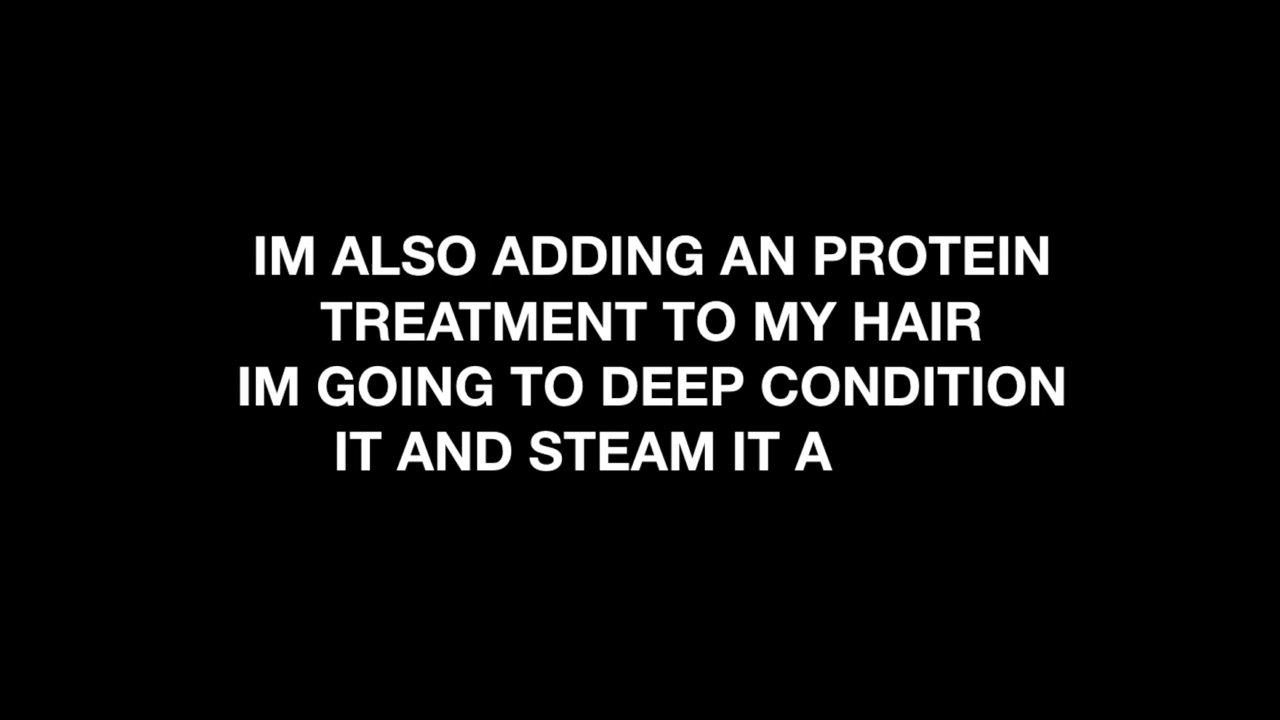 IM ALSO ADDING AN PROTEIN
TREATMENT TO MY HAIR
IM GOING TO DEEP CONDITION
IT AND STEAM IT A